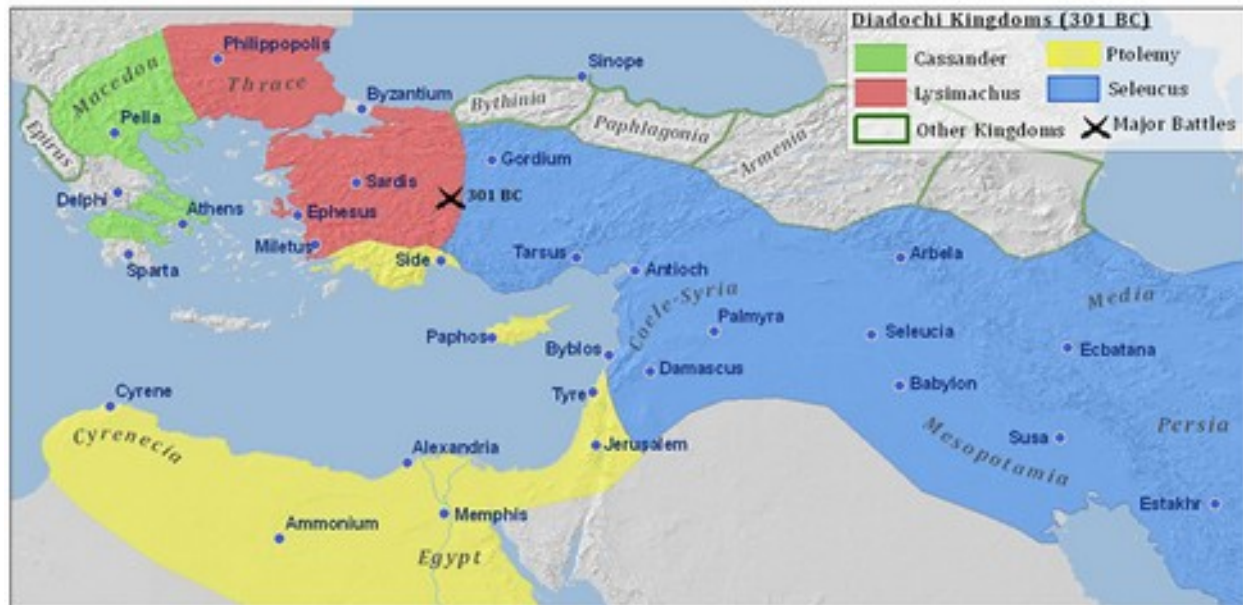 Diadochi Kingdoms (301 BC)
Cassander
Ptolemy
Lysimachus
Seleucus
Other Kingdoms
Major Battles
Philippopolis
Thrace
Macedon
Pella
Epirus
Byzantium
Sinope
Bythinia
Paphlagonia
Armenia
Gordium
Sardis
301 BC
Delphi
Athens
Ephesus
Miletus
Sparta
Side
Tarsus
Antioch
Arbela
Media
Coele-Syria
Palmyra
Seleucia
Ecbatana
Paphos
Byblos
Damascus
Babylon
Tyre
Cyrene
Cyrenecia
Alexandria
Jerusalem
Mesopotamia
Susa
Persia
Ammonium
Memphis
Estakhr
Egypt